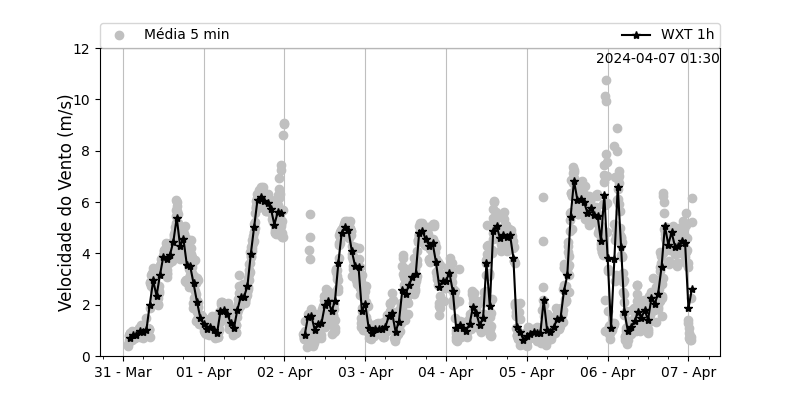 Média 5 min
WXT 1h
2024-04-07 01:30
Velocidade do Vento (m/s)
12
10
8
6
4
2
0
31 - Mar
01 - Apr
02 - Apr
03 - Apr
04 - Apr
05 - Apr
06 - Apr
07 - Apr